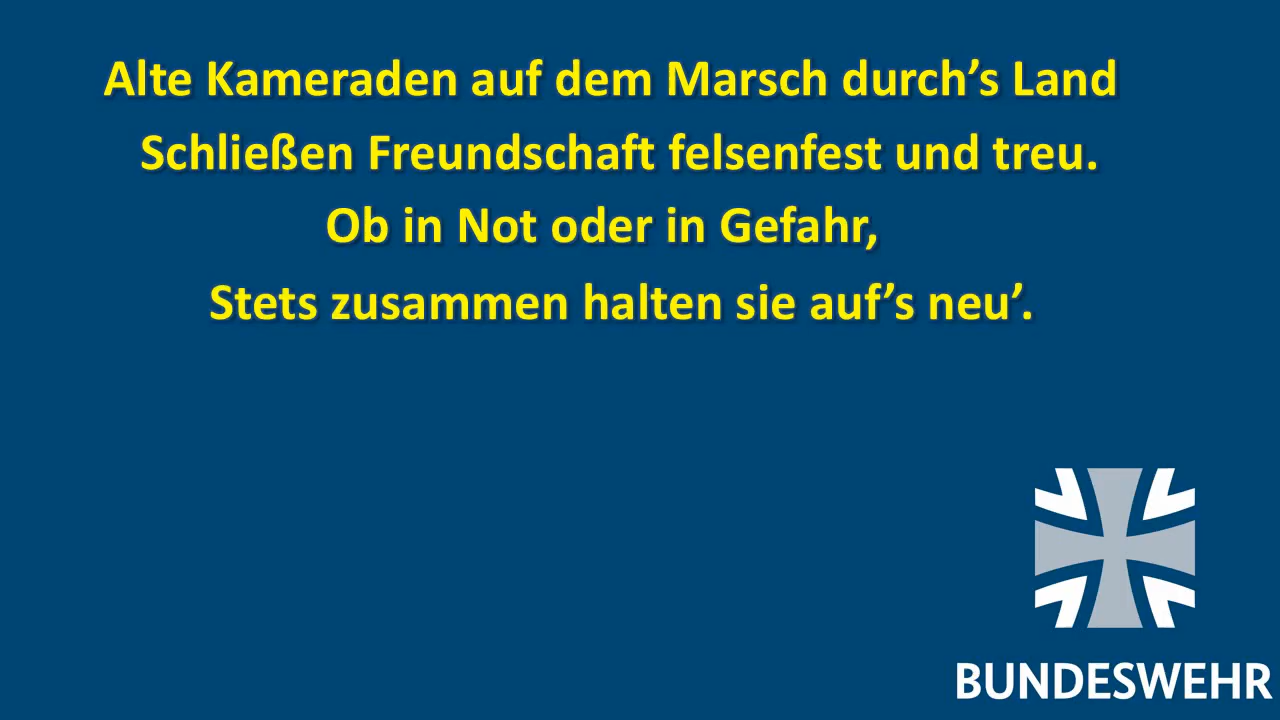 Alte Kameraden auf dem Marsch durch’s Land
Schließen Freundschaft felsenfest und treu.
Ob in Not oder in Gefahr,
Stets zusammen halten sie auf’s neu’.
BUNDESWEHR